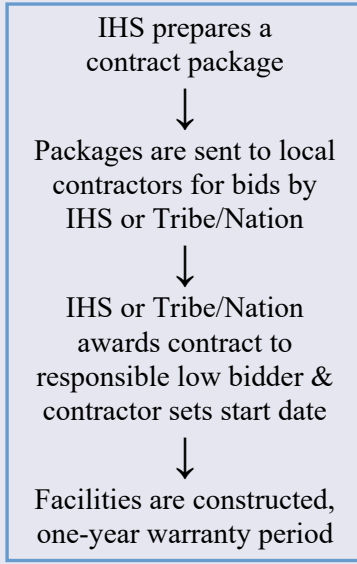 IHS prepares a
contract package
↓
Packages are sent to local
contractors for bids by
IHS or Tribe/Nation
↓
IHS or Tribe/Nation
awards contract to
responsible low bidder &
contractor sets start date
↓
Facilities are constructed,
one-year warranty period